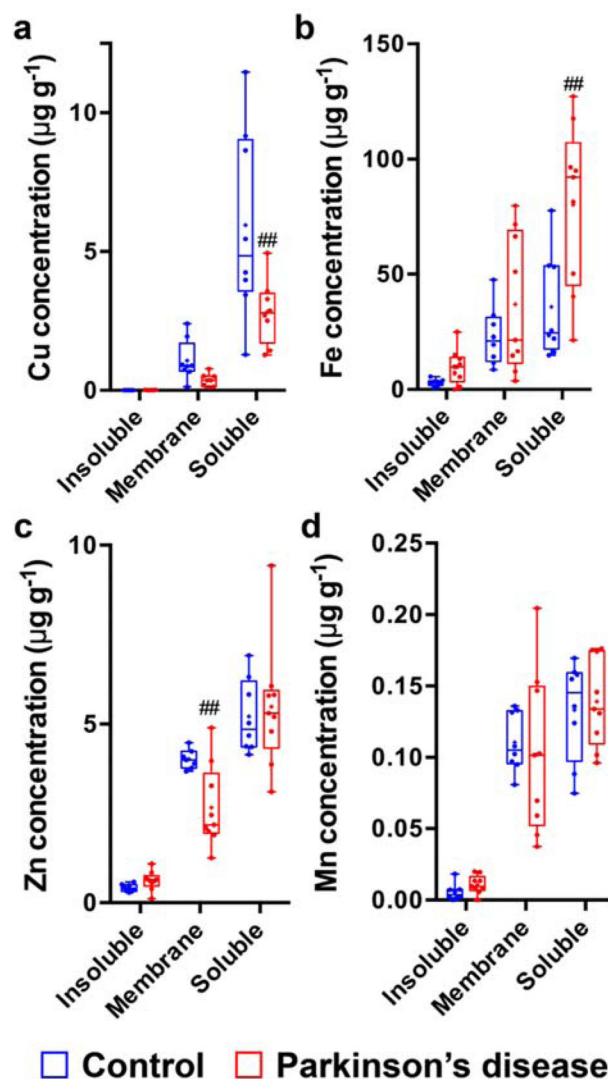 a
Cu concentration (µg g⁻¹)
10
5
0
##
Insoluble
Membrane
Soluble
b
Fe concentration (µg g⁻¹)
150
100
50
0
##
Insoluble
Membrane
Soluble
c
Zn concentration (µg g⁻¹)
10
5
0
##
Insoluble
Membrane
Soluble
d
Mn concentration (µg g⁻¹)
0.25
0.20
0.15
0.10
0.05
0.00
Insoluble
Membrane
Soluble
Control Parkinson's disease